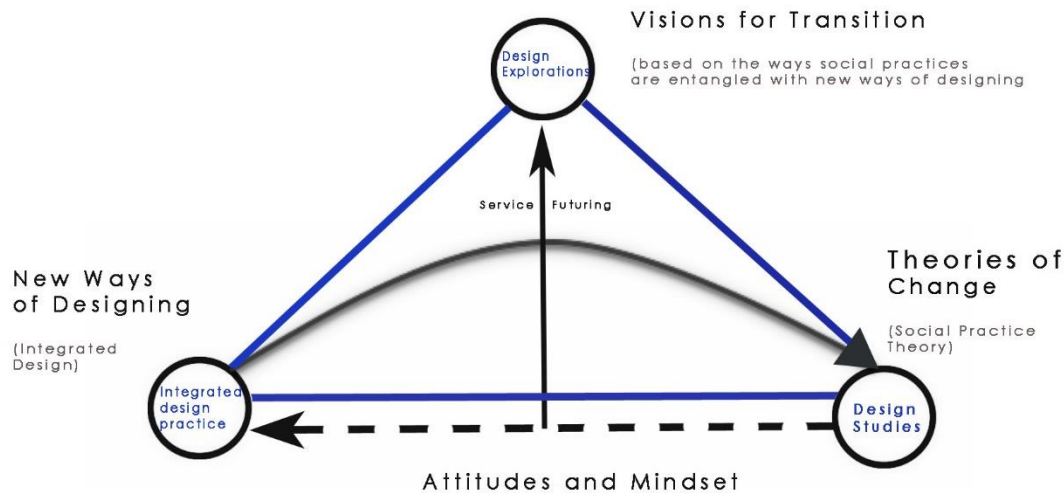 Visions for Transition
(based on the ways social practices
are entangled with new ways of designing
Design
Explorations
Service Futuring
New Ways
of Designing
(Integrated
Design)
Theories of
Change
(Social Practice
Theory)
Integrated
design
practice
Design
Studies
Attitudes and Mindset